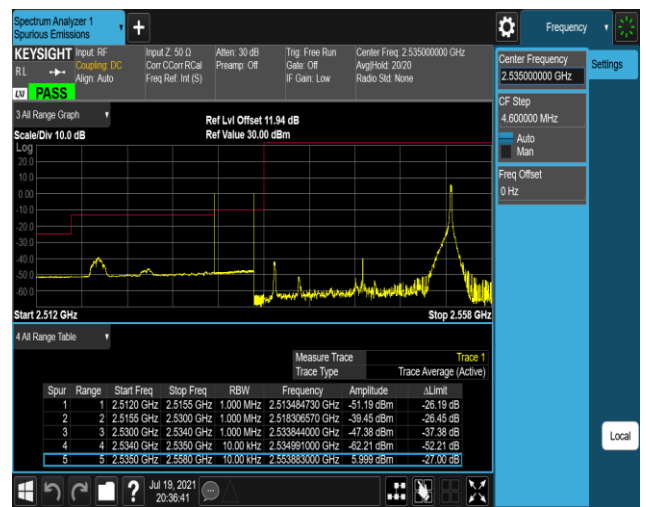 Spectrum Analyzer 1
Spurious Emissions
Frequency
KEYSIGHT Input: RF
RL
Coupling: DC
Align: Auto
Input Z: 50 Ω
Corr CCorr RCal
Freq Ref: Int (S)
Atten: 30 dB
Preamp: Off
Trig: Free Run
Gate: Off
IF Gain: Low
Center Freq: 2.535000000 GHz
Avg|Hold: 20/20
Radio Std: None
LXI PASS
Center Frequency
2.535000000 GHz
Settings
CF Step
4.600000 MHz
Auto
Man
Freq Offset
0 Hz
3 All Range Graph
Scale/Div 10.0 dB
Ref Lvl Offset 11.94 dB
Ref Value 30.00 dBm
Log
20.0
10.0
0.00
-10.0
-20.0
-30.0
-40.0
-50.0
-60.0
Start 2.512 GHz
Stop 2.558 GHz
4 All Range Table
Measure Trace Trace 1
Trace Type Trace Average (Active)
Spur Range Start Freq Stop Freq RBW Frequency Amplitude ΔLimit
1 1 2.5120 GHz 2.5155 GHz 1.000 MHz 2.513484730 GHz -51.19 dBm -26.19 dB
2 2 2.5155 GHz 2.5300 GHz 1.000 MHz 2.518306570 GHz -39.45 dBm -26.45 dB
3 3 2.5300 GHz 2.5340 GHz 1.000 MHz 2.533844000 GHz -47.38 dBm -37.38 dB
4 4 2.5340 GHz 2.5350 GHz 10.00 kHz 2.534991000 GHz -62.21 dBm -52.21 dB
5 5 2.5350 GHz 2.5580 GHz 10.00 kHz 2.553883000 GHz 5.999 dBm -27.00 dB
Local
Jul 19, 2021
20:36:41